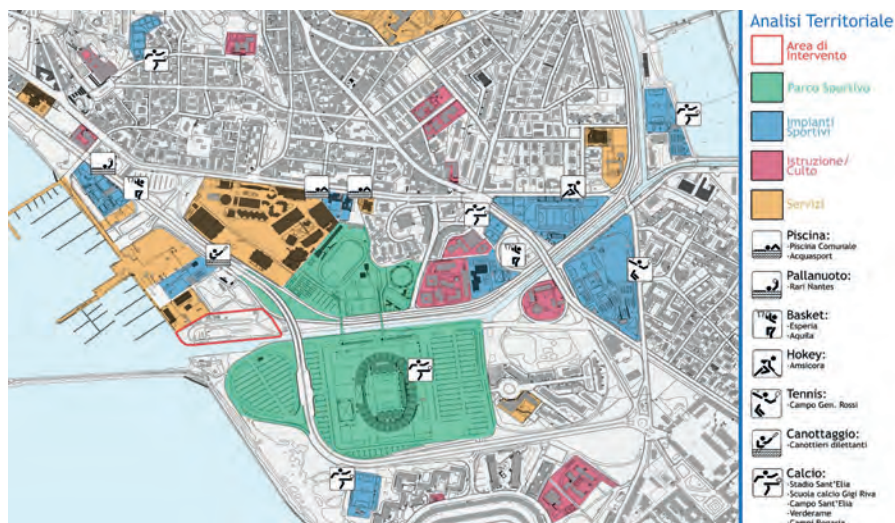 Analisi Territoriale
Area di
Intervento
Parco Sportivo
Impianti
Sportivi
Istruzione/
Culto
Servizi
Piscina:
-Piscina Comunale
-Acquasport
Pallanuoto:
-Rari Nantes
Basket:
-Esperia
-Aquila
Hokey:
-Amsicora
Tennis:
-Campo Gen. Rossi
Canottaggio:
-Canottieri dilettanti
Calcio:
-Stadio Sant'Elia
-Scuola calcio Gigi Riva
-Campo Sant'Elia
-Verderame